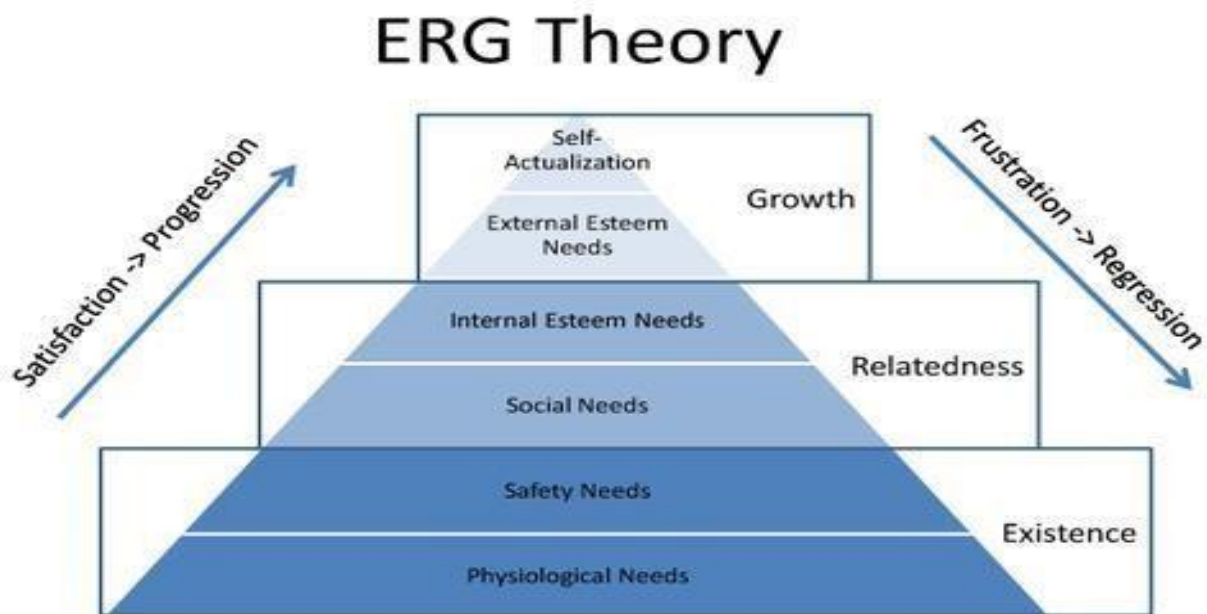 ERG Theory
Satisfaction -> Progression
Frustration -> Regression
Self-
Actualization
Growth
External Esteem
Needs
Internal Esteem Needs
Relatedness
Social Needs
Safety Needs
Existence
Physiological Needs